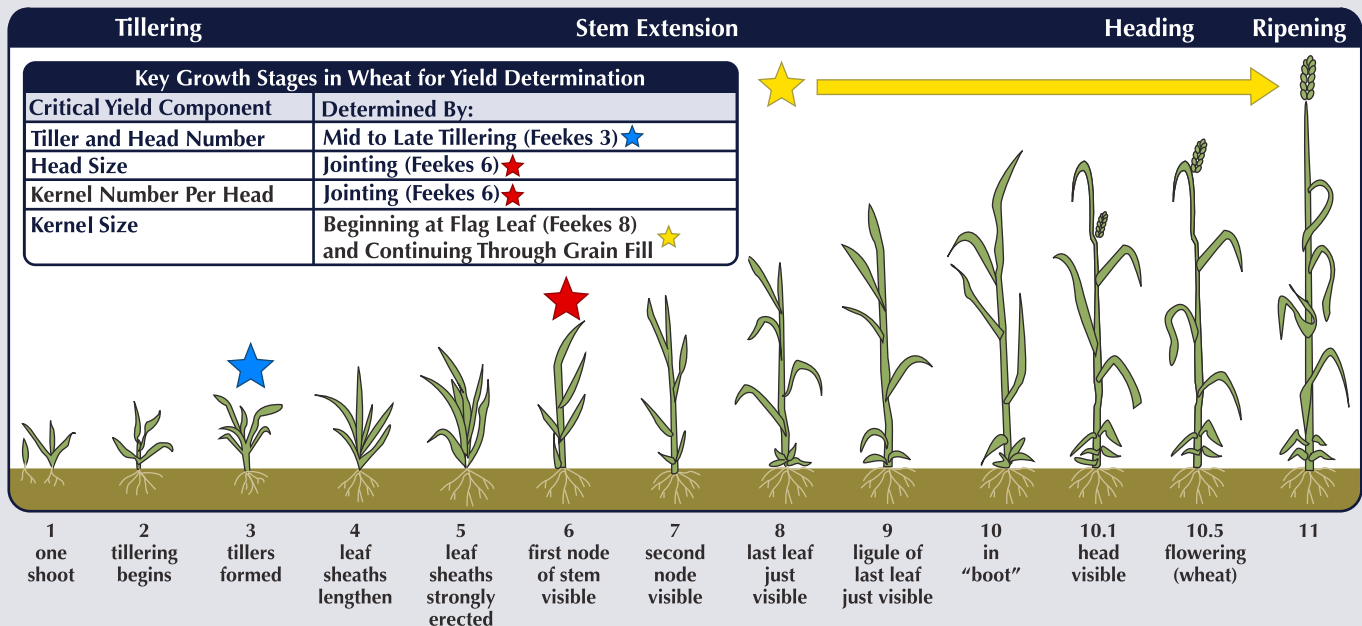 Tillering
Stem Extension
Heading
Ripening
Key Growth Stages in Wheat for Yield Determination
Critical Yield Component
Determined By:
Tiller and Head Number
Mid to Late Tillering (Feekes 3)
Head Size
Jointing (Feekes 6)
Kernel Number Per Head
Jointing (Feekes 6)
Kernel Size
Beginning at Flag Leaf (Feekes 8)
and Continuing Through Grain Fill
1
one
shoot
2
tillering
begins
3
tillers
formed
4
leaf
sheaths
lengthen
5
leaf
sheaths
strongly
erected
6
first node
of stem
visible
7
second
node
visible
8
last leaf
just
visible
9
ligule of
last leaf
just visible
10
in
“boot”
10.1
head
visible
10.5
flowering
(wheat)
11